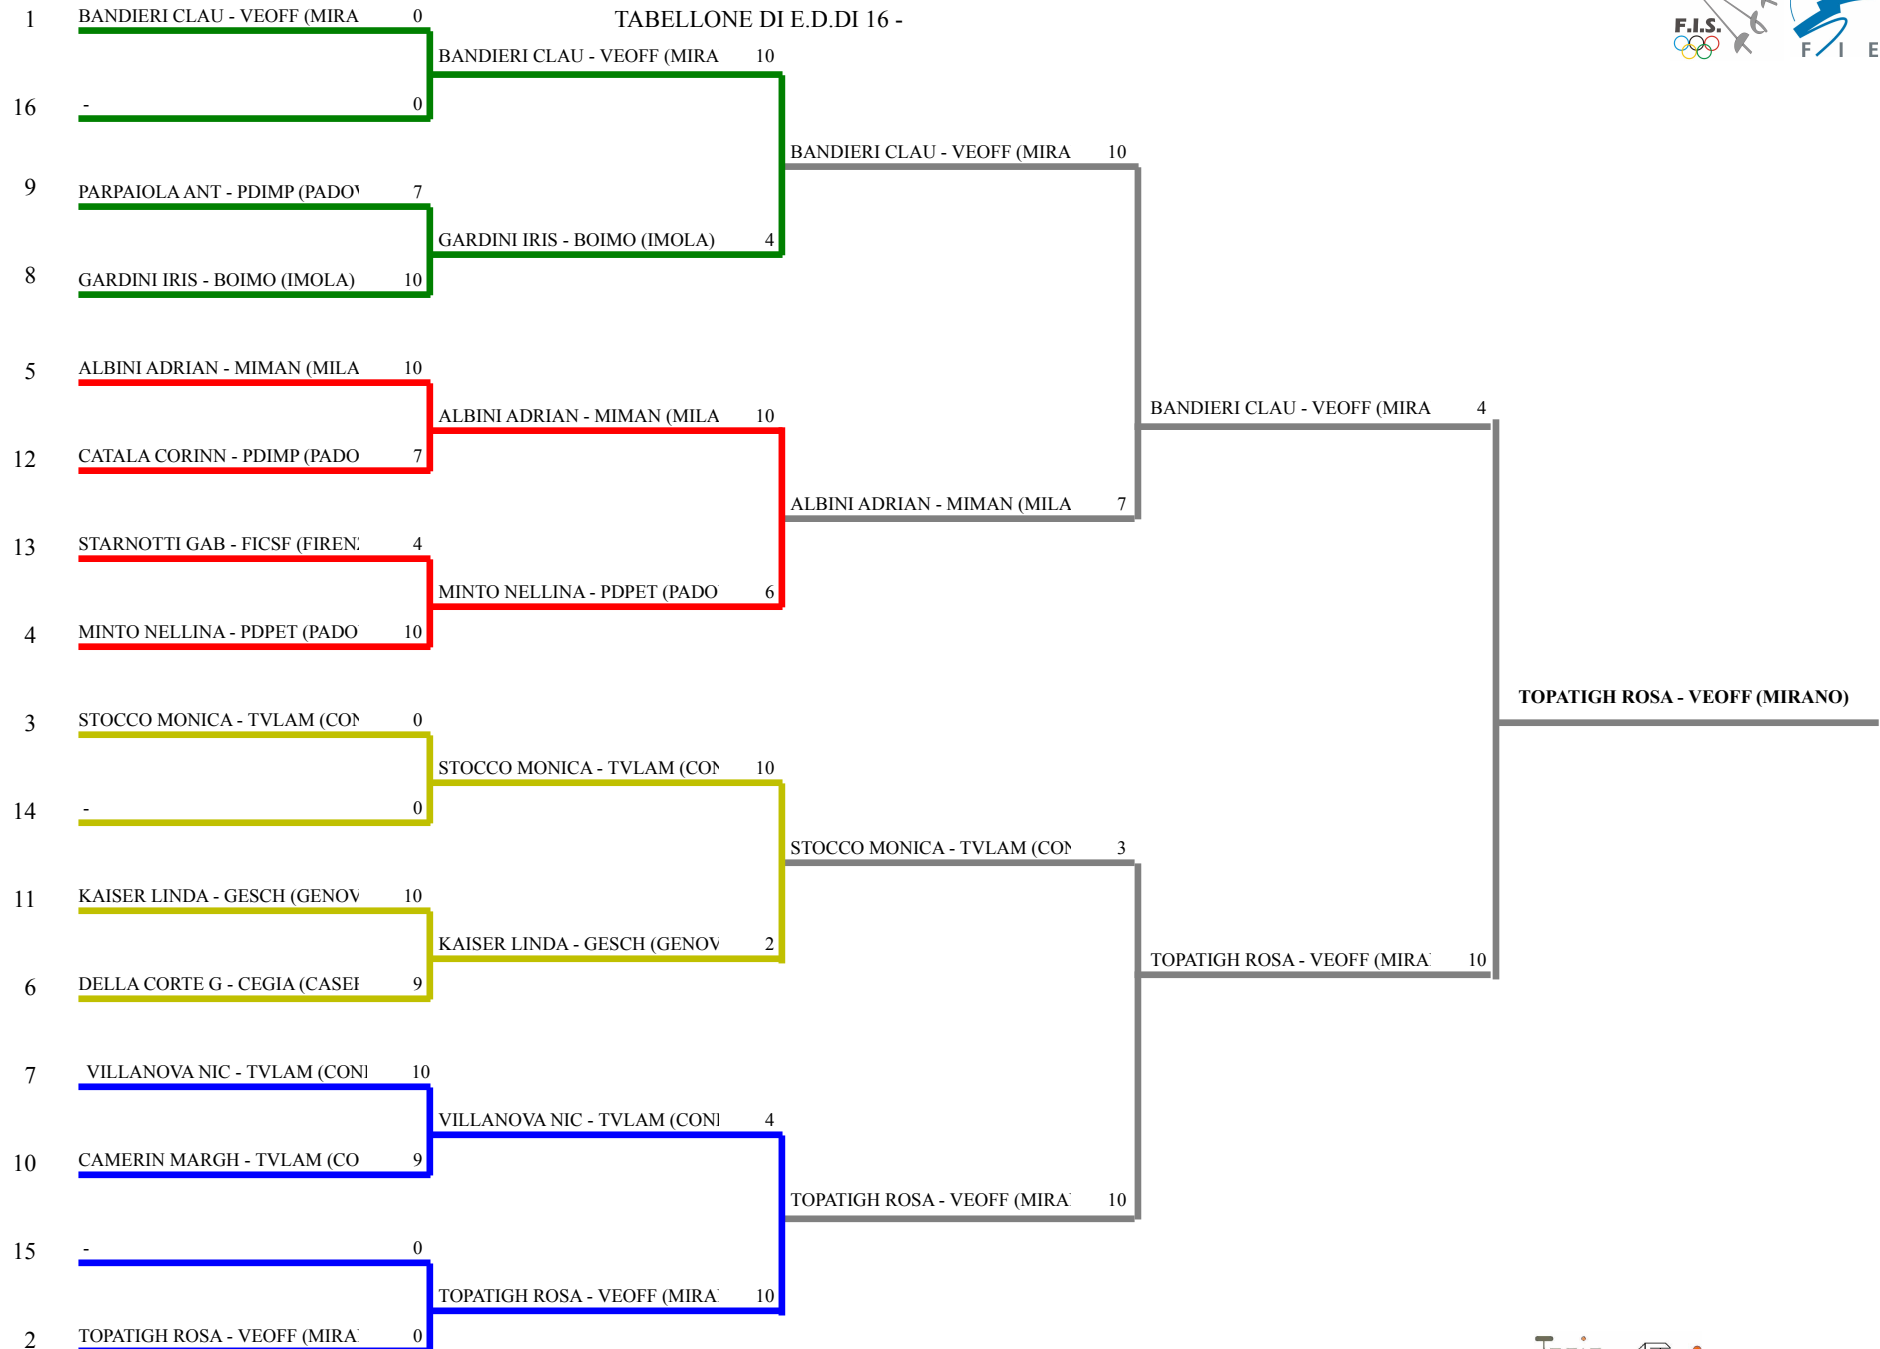 TABELLONE DI E.D.DI 16 -
F.I.S.
F I E
1 BANDIERI CLAU - VEOFF (MIRA 0
BANDIERI CLAU - VEOFF (MIRA 10
16 - 0
BANDIERI CLAU - VEOFF (MIRA 10
9 PARPAIOLA ANT - PDIMP (PADOV 7
GARDINI IRIS - BOIMO (IMOLA) 4
8 GARDINI IRIS - BOIMO (IMOLA) 10
5 ALBINI ADRIAN - MIMAN (MILA 10
BANDIERI CLAU - VEOFF (MIRA 4
ALBINI ADRIAN - MIMAN (MILA 10
12 CATALA CORINN - PDIMP (PADO 7
ALBINI ADRIAN - MIMAN (MILA 7
13 STARNOTTI GAB - FICSF (FIREN 4
MINTO NELLINA - PDPET (PADO 6
4 MINTO NELLINA - PDPET (PADO 10
TOPATIGH ROSA - VEOFF (MIRANO)
3 STOCCO MONICA - TVLAM (CON 0
STOCCO MONICA - TVLAM (CON 10
14 - 0
STOCCO MONICA - TVLAM (CON 3
11 KAISER LINDA - GESCH (GENOV 10
KAISER LINDA - GESCH (GENOV 2
TOPATIGH ROSA - VEOFF (MIRA 10
6 DELLA CORTE G - CEGIA (CASE 9
7 VILLANOVA NIC - TVLAM (CON 10
VILLANOVA NIC - TVLAM (CON 4
10 CAMERIN MARGH - TVLAM (CO 9
TOPATIGH ROSA - VEOFF (MIRA 10
15 - 0
TOPATIGH ROSA - VEOFF (MIRA 10
2 TOPATIGH ROSA - VEOFF (MIRA 0